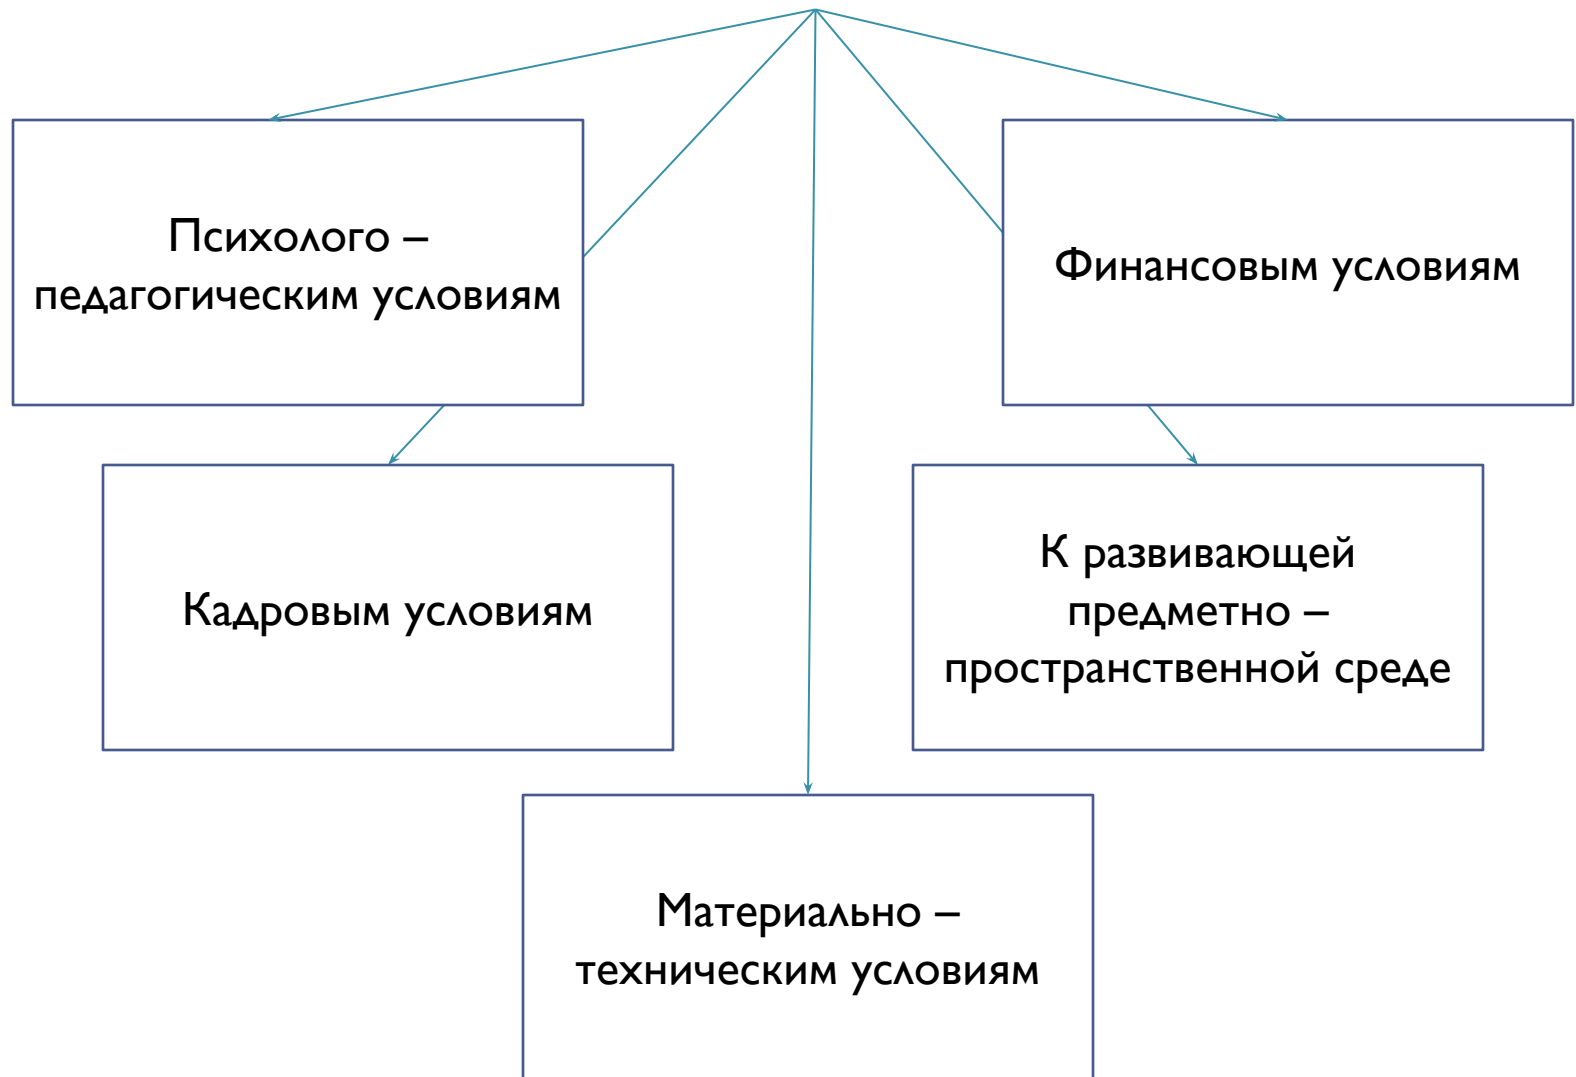 Психолого –
педагогическим условиям
Финансовым условиям
Кадровым условиям
К развивающей
предметно –
пространственной среде
Материально –
техническим условиям